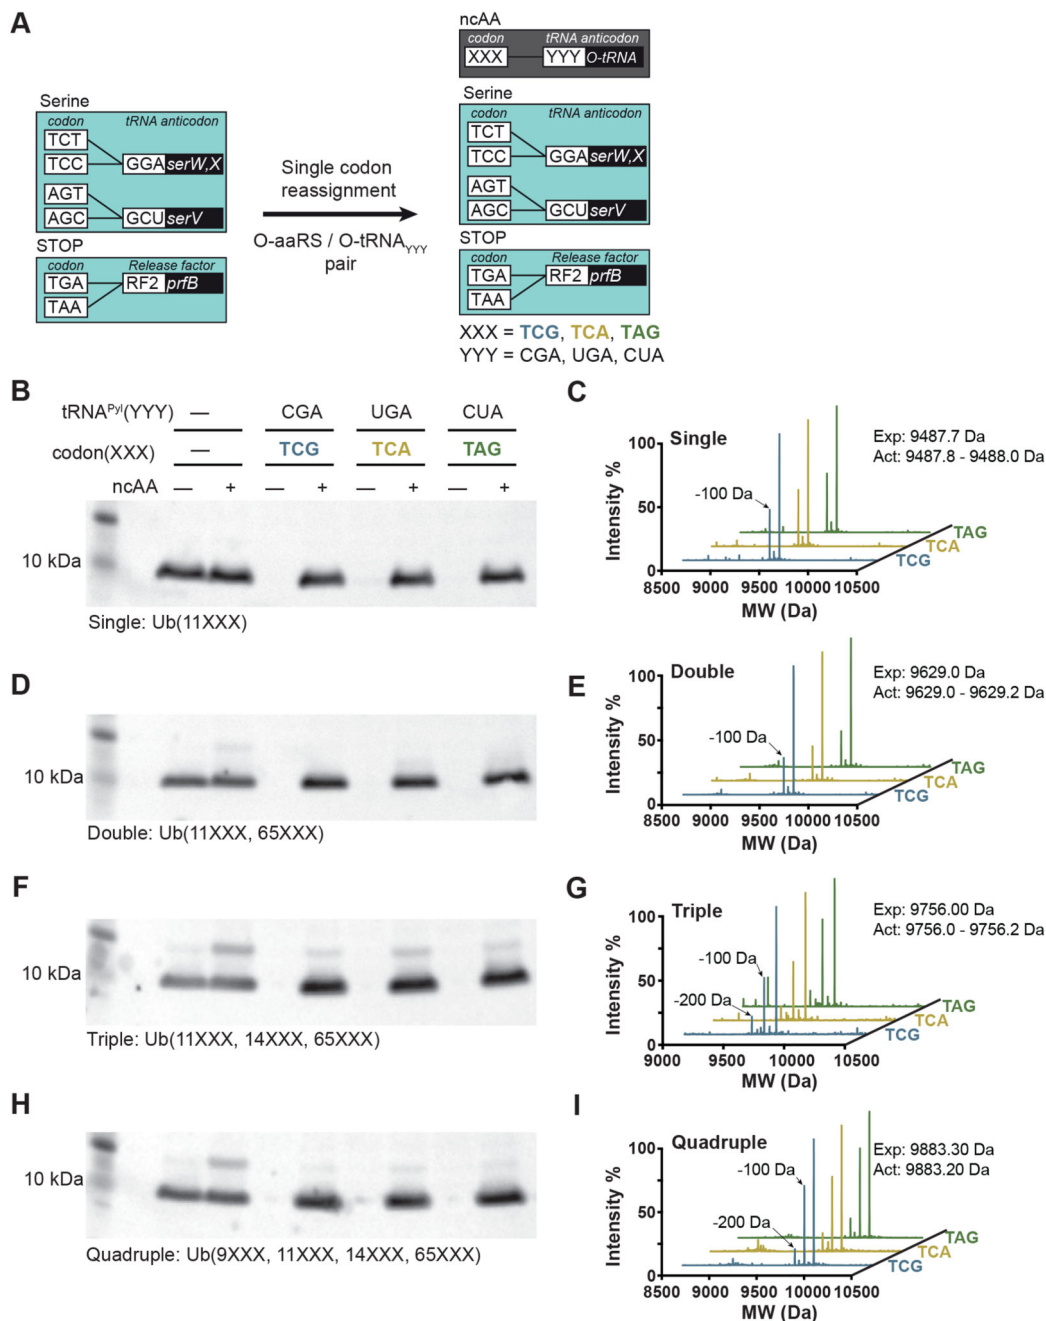 A
Serine
codon tRNA anticodon
TCT
TCC GGA serW,X
AGT
AGC GCU serV
STOP
codon Release factor
TGA RF2 prfB
TAA
Single codon
reassignment
O-aaRS / O-tRNAYYY
pair
ncAA
codon tRNA anticodon
XXX YYY O-tRNA
Serine
codon tRNA anticodon
TCT
TCC GGA serW,X
AGT
AGC GCU serV
STOP
codon Release factor
TGA RF2 prfB
TAA
XXX = TCG, TCA, TAG
YYY = CGA, UGA, CUA
B
tRNAPyl(YYY) — CGA UGA CUA
codon(XXX) — TCG TCA TAG
ncAA — + — + — + — +
10 kDa
Single: Ub(11XXX)
C
Single
Exp: 9487.7 Da
Act: 9487.8 - 9488.0 Da
-100 Da
Intensity %
100
50
0
TAG
TCA
TCG
8500 9000 9500 10000 10500
MW (Da)
D
10 kDa
Double: Ub(11XXX, 65XXX)
E
Double
Exp: 9629.0 Da
Act: 9629.0 - 9629.2 Da
-100 Da
Intensity %
100
50
0
TAG
TCA
TCG
8500 9000 9500 10000 10500
MW (Da)
F
10 kDa
Triple: Ub(11XXX, 14XXX, 65XXX)
G
Triple
Exp: 9756.00 Da
Act: 9756.0 - 9756.2 Da
-100 Da
-200 Da
Intensity %
100
50
0
TAG
TCA
TCG
9000 9500 10000 10500
MW (Da)
H
10 kDa
Quadruple: Ub(9XXX, 11XXX, 14XXX, 65XXX)
I
Quadruple
Exp: 9883.30 Da
Act: 9883.20 Da
-100 Da
-200 Da
Intensity %
100
50
0
TAG
TCA
TCG
8500 9000 9500 10000 10500
MW (Da)